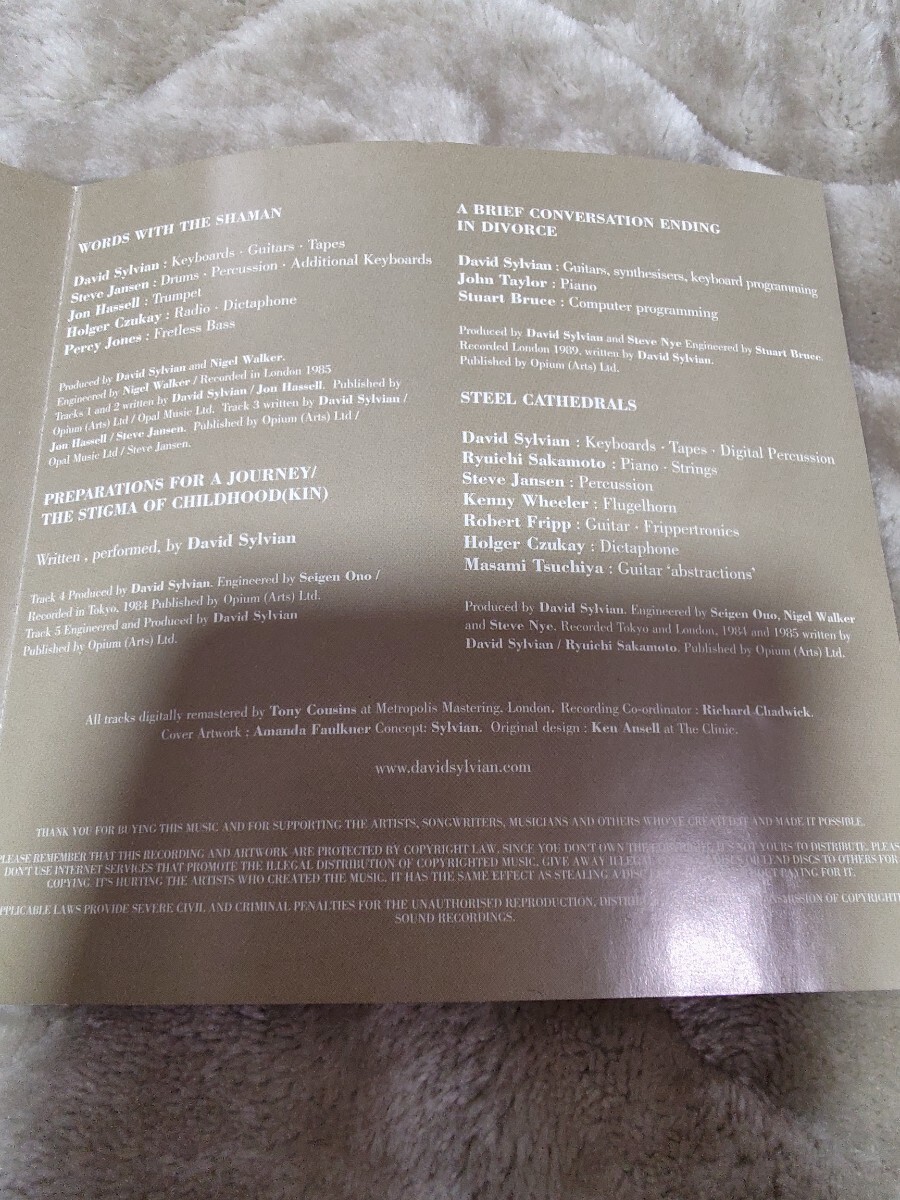 WORDS WITH THE SHAMAN
David Sylvian : Keyboards · Guitars · Tapes
Steve Jansen : Drums · Percussion · Additional Keyboards
Jon Hassell : Trumpet
Holger Czukay : Radio · Dictaphone
Percy Jones : Fretless Bass
Produced by David Sylvian and Nigel Walker.
Engineered by Nigel Walker / Recorded in London 1985
Tracks 1 and 2 written by David Sylvian / Jon Hassell. Published by
Opium (Arts) Ltd / Opal Music Ltd. Track 3 written by David Sylvian /
Jon Hassell / Steve Jansen. Published by Opium (Arts) Ltd /
Opal Music Ltd / Steve Jansen.
PREPARATIONS FOR A JOURNEY/
THE STIGMA OF CHILDHOOD(KIN)
Written , performed, by David Sylvian
Track 4 Produced by David Sylvian. Engineered by Seigen Ono /
Recorded in Tokyo, 1984 Published by Opium (Arts) Ltd.
Track 5 Engineered and Produced by David Sylvian
Published by Opium (Arts) Ltd.
A BRIEF CONVERSATION ENDING
IN DIVORCE
David Sylvian : Guitars, synthesisers, keyboard programming
John Taylor : Piano
Stuart Bruce : Computer programming
Produced by David Sylvian and Steve Nye Engineered by Stuart Bruce.
Recorded London 1989. written by David Sylvian.
Published by Opium (Arts) Ltd.
STEEL CATHEDRALS
David Sylvian : Keyboards · Tapes · Digital Percussion
Ryuichi Sakamoto : Piano · Strings
Steve Jansen : Percussion
Kenny Wheeler : Flugelhorn
Robert Fripp : Guitar · Frippertronics
Holger Czukay : Dictaphone
Masami Tsuchiya : Guitar ‘abstractions’
Produced by David Sylvian. Engineered by Seigen Ono, Nigel Walker
and Steve Nye. Recorded Tokyo and London, 1984 and 1985 written by
David Sylvian / Ryuichi Sakamoto. Published by Opium (Arts) Ltd.
All tracks digitally remastered by Tony Cousins at Metropolis Mastering, London. Recording Co-ordinator : Richard Chadwick.
Cover Artwork : Amanda Faulkner Concept: Sylvian. Original design : Ken Ansell at The Clinic.
www.davidsylvian.com
THANK YOU FOR BUYING THIS MUSIC AND FOR SUPPORTING THE ARTISTS, SONGWRITERS, MUSICIANS AND OTHERS WHO'VE CREATED IT AND MADE IT POSSIBLE.
PLEASE REMEMBER THAT THIS RECORDING AND ARTWORK ARE PROTECTED BY COPYRIGHT LAW. SINCE YOU DON'T OWN THE COPYRIGHT, IT'S NOT YOURS TO DISTRIBUTE. PLEASE
DON'T USE INTERNET SERVICES THAT PROMOTE THE ILLEGAL DISTRIBUTION OF COPYRIGHTED MUSIC, GIVE AWAY ILLEGAL OR LEND DISCS TO OTHERS FOR
COPYING. IT'S HURTING THE ARTISTS WHO CREATED THE MUSIC. IT HAS THE SAME EFFECT AS STEALING A PAYING FOR IT.
APPLICABLE LAWS PROVIDE SEVERE CIVIL AND CRIMINAL PENALTIES FOR THE UNAUTHORISED REPRODUCTION, OF COPYRIGHTED
SOUND RECORDINGS.